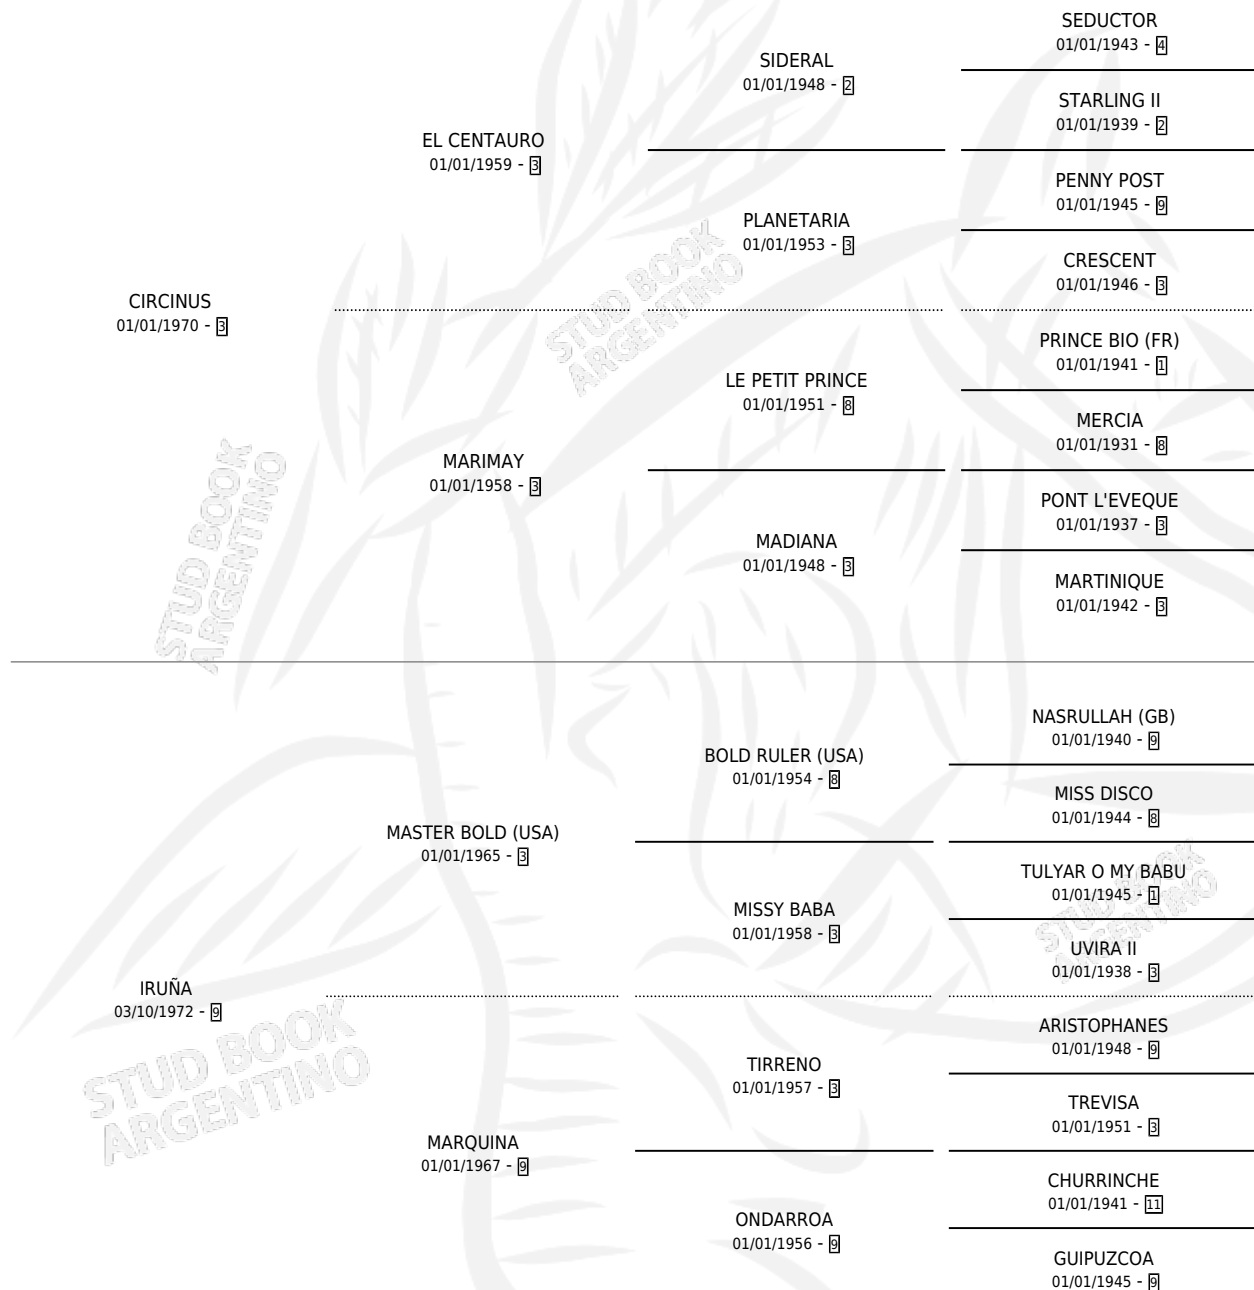 SEDUCTOR
01/01/1943 - 4
SIDERAL
01/01/1948 - 2
STARLING II
01/01/1939 - 2
EL CENTAURO
01/01/1959 - 3
PENNY POST
01/01/1945 - 9
PLANETARIA
01/01/1953 - 3
CRESCENT
01/01/1946 - 3
CIRCINUS
01/01/1970 - 3
PRINCE BIO (FR)
01/01/1941 - 1
LE PETIT PRINCE
01/01/1951 - 8
MERCIA
01/01/1931 - 8
MARIMAY
01/01/1958 - 3
PONT L'EVEQUE
01/01/1937 - 3
MADIANA
01/01/1948 - 3
MARTINIQUE
01/01/1942 - 3
NASRULLAH (GB)
01/01/1940 - 9
BOLD RULER (USA)
01/01/1954 - 8
MISS DISCO
01/01/1944 - 8
MASTER BOLD (USA)
01/01/1965 - 3
TULYAR O MY BABU
01/01/1945 - 1
MISSY BABA
01/01/1958 - 3
UVIRA II
01/01/1938 - 3
IRUÑA
03/10/1972 - 9
ARISTOPHANES
01/01/1948 - 9
TIRRENO
01/01/1957 - 3
TREVISA
01/01/1951 - 3
MARQUINA
01/01/1967 - 9
CHURRINCHE
01/01/1941 - 11
ONDARROA
01/01/1956 - 9
GUIPUZCOA
01/01/1945 - 9
STUD BOOK
ARGENTINO
STUD BOOK
ARGENTINO
STUD BOOK
ARGENTINO
STUD BOOK
ARGENTINO